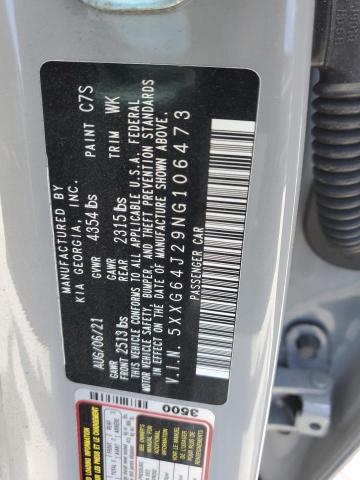 MANUFACTURED BY
KIA GEORGIA, INC. PAINT C7S
AUG/06/21 GVWR 4354 lbs
GAWR GAWR TRIM WK
FRONT 2513 lbs REAR 2315 lbs
THIS VEHICLE CONFORMS TO ALL APPLICABLE U.S.A. FEDERAL
MOTOR VEHICLE SAFETY, BUMPER, AND THEFT PREVENTION STANDARDS
IN EFFECT ON THE DATE OF MANUFACTURE SHOWN ABOVE.
V.I.N. 5XXG64J29NG106473
PASSENGER CAR
3500